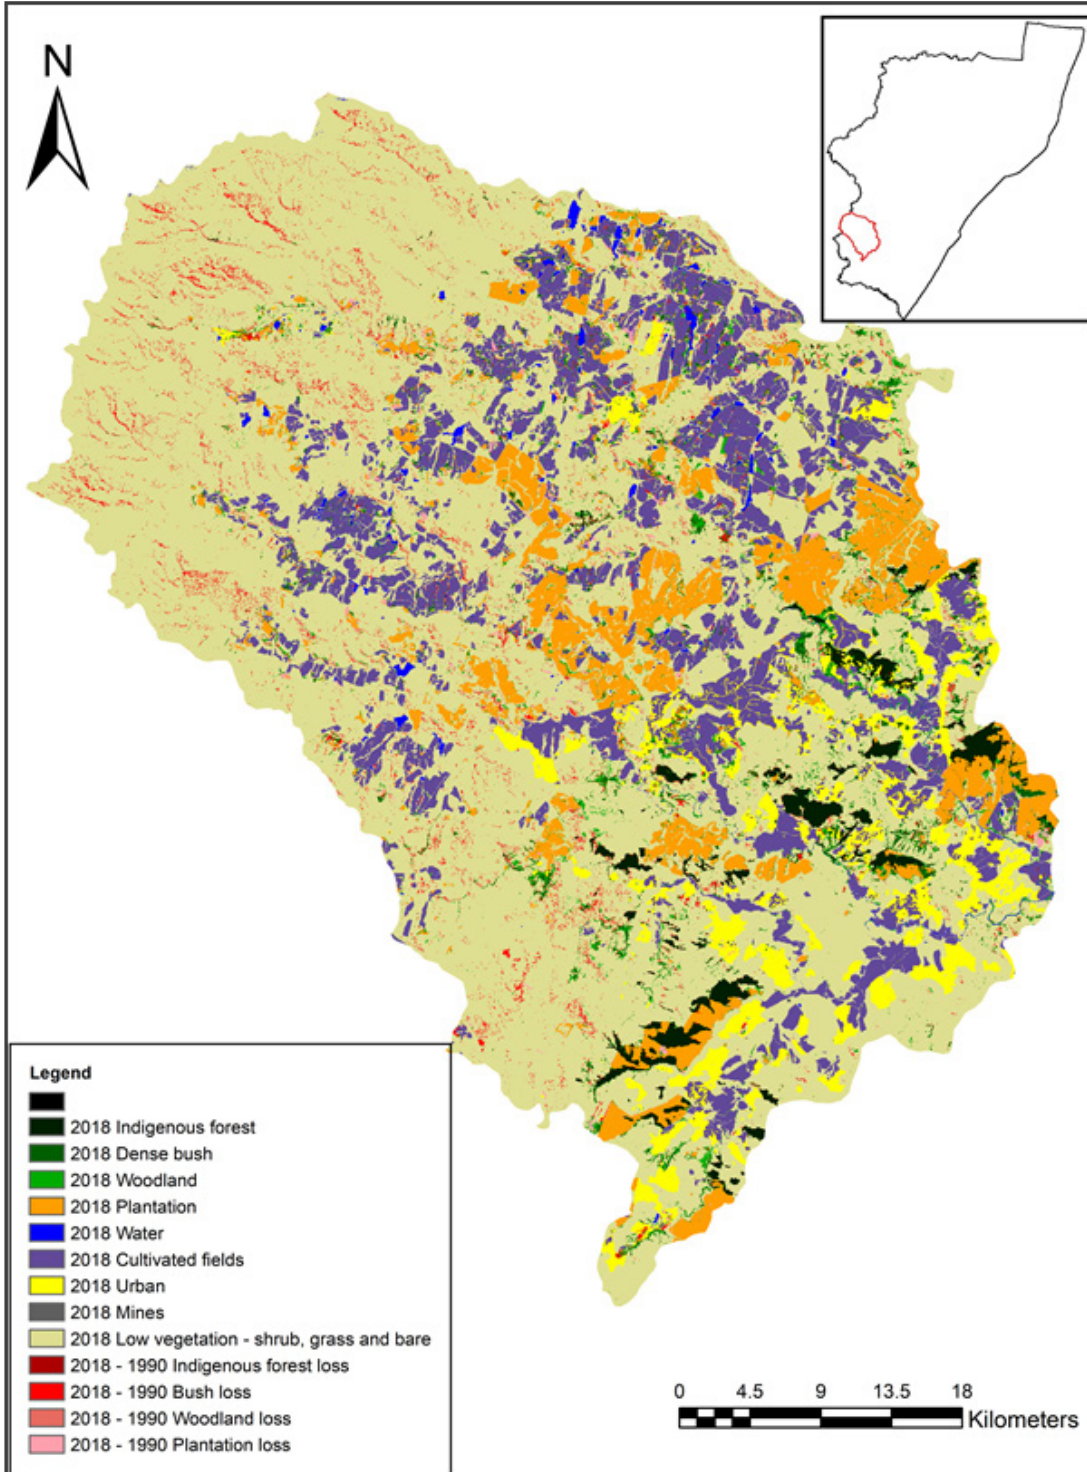 N
Legend
2018 Indigenous forest
2018 Dense bush
2018 Woodland
2018 Plantation
2018 Water
2018 Cultivated fields
2018 Urban
2018 Mines
2018 Low vegetation - shrub, grass and bare
2018 - 1990 Indigenous forest loss
2018 - 1990 Bush loss
2018 - 1990 Woodland loss
2018 - 1990 Plantation loss
0 4.5 9 13.5 18
Kilometers